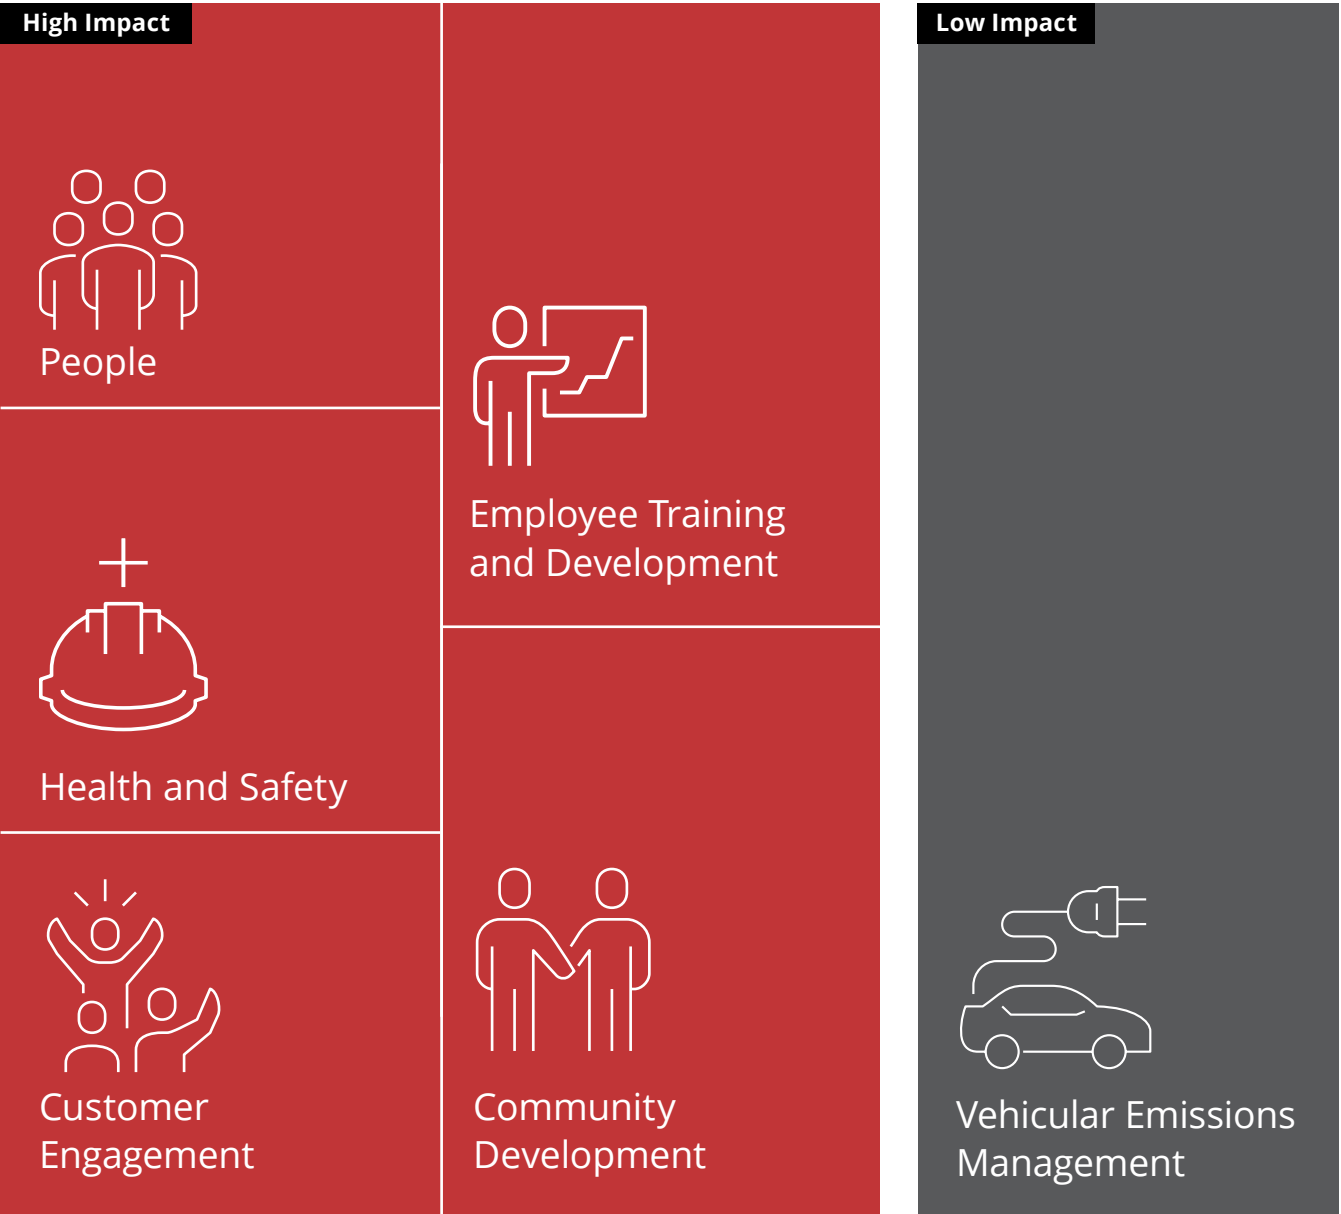 High Impact
People
Health and Safety
Customer
Engagement
Employee Training
and Development
Community
Development
Low Impact
Vehicular Emissions
Management